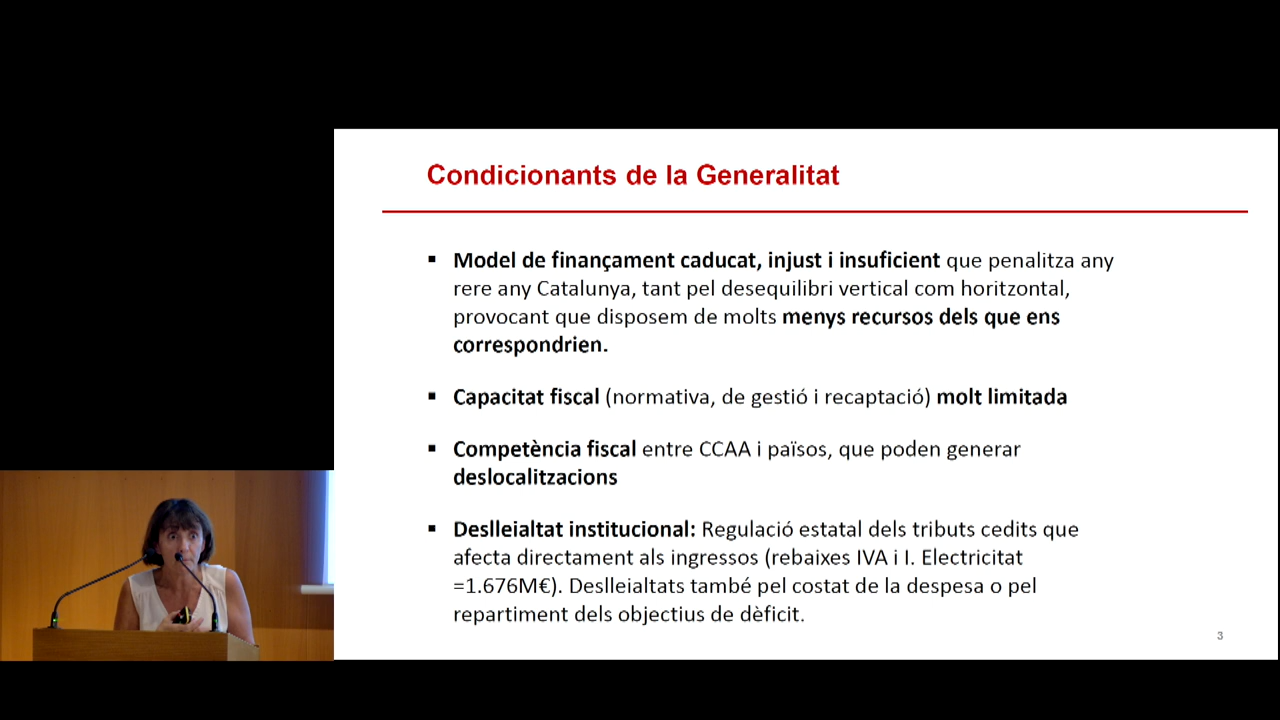 Condicionants de la Generalitat
▪ Model de finançament caducat, injust i insuficient que penalitza any
rere any Catalunya, tant pel desequilibri vertical com horitzontal,
provocant que disposem de molts menys recursos dels que ens
correspondrien.
▪ Capacitat fiscal (normativa, de gestió i recaptació) molt limitada
▪ Competència fiscal entre CCAA i països, que poden generar
deslocalitzacions
▪ Deslleialtat institucional: Regulació estatal dels tributs cedits que
afecta directament als ingressos (rebaixes IVA i I. Electricitat
=1.676M€). Deslleialtats també pel costat de la despesa o pel
repartiment dels objectius de dèficit.
3